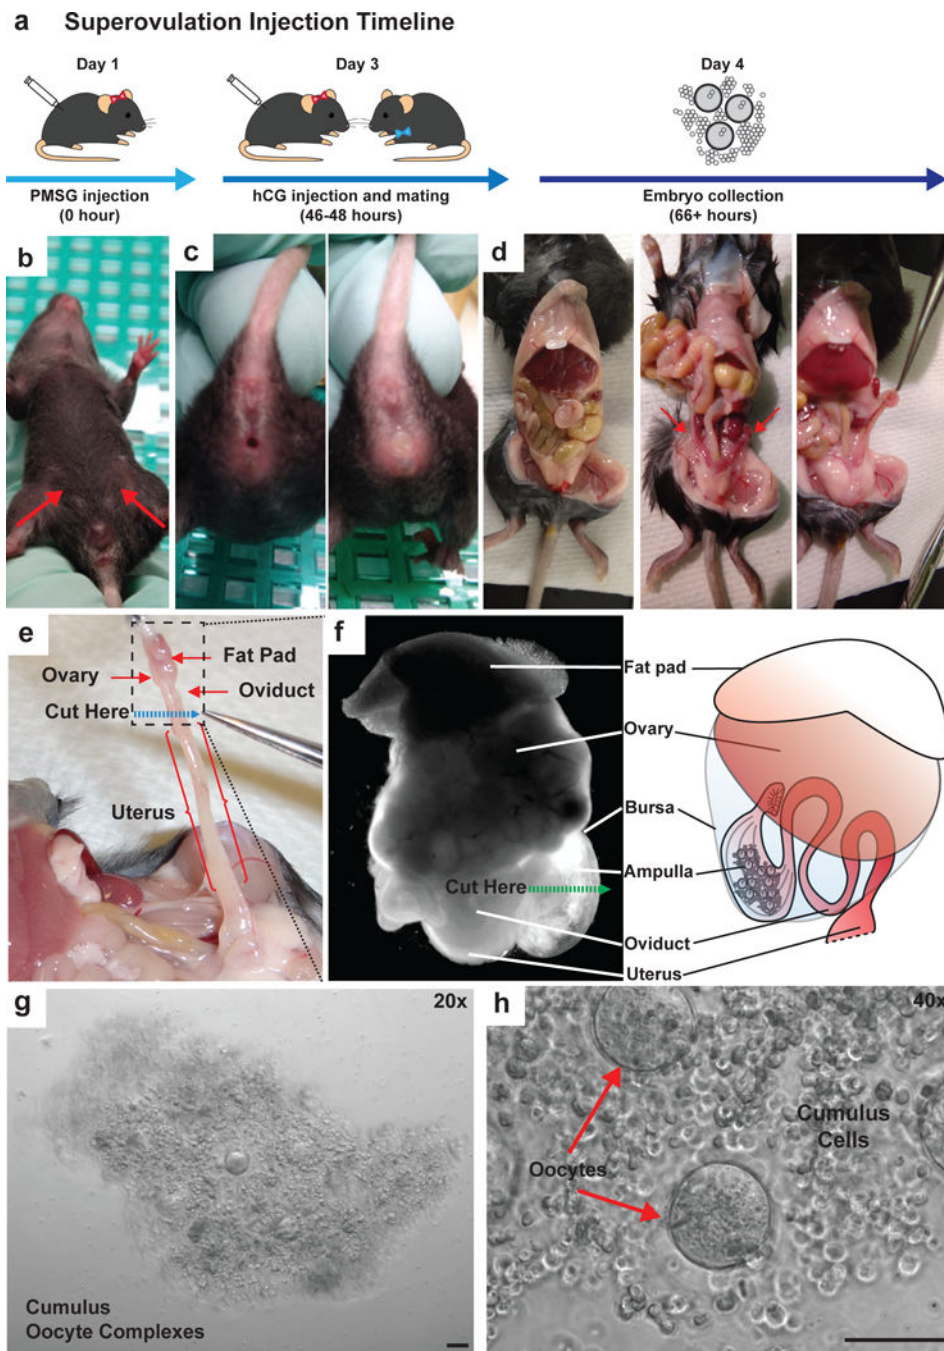 a Superovulation Injection Timeline
Day 1
Day 3
Day 4
PMSG injection
(0 hour)
hCG injection and mating
(46-48 hours)
Embryo collection
(66+ hours)
b
c
d
e
Fat Pad
Ovary
Oviduct
Cut Here
Uterus
f
Fat pad
Ovary
Bursa
Ampulla
Cut Here
Oviduct
Uterus
g
20x
Cumulus
Oocyte Complexes
h
40x
Cumulus
Cells
Oocytes